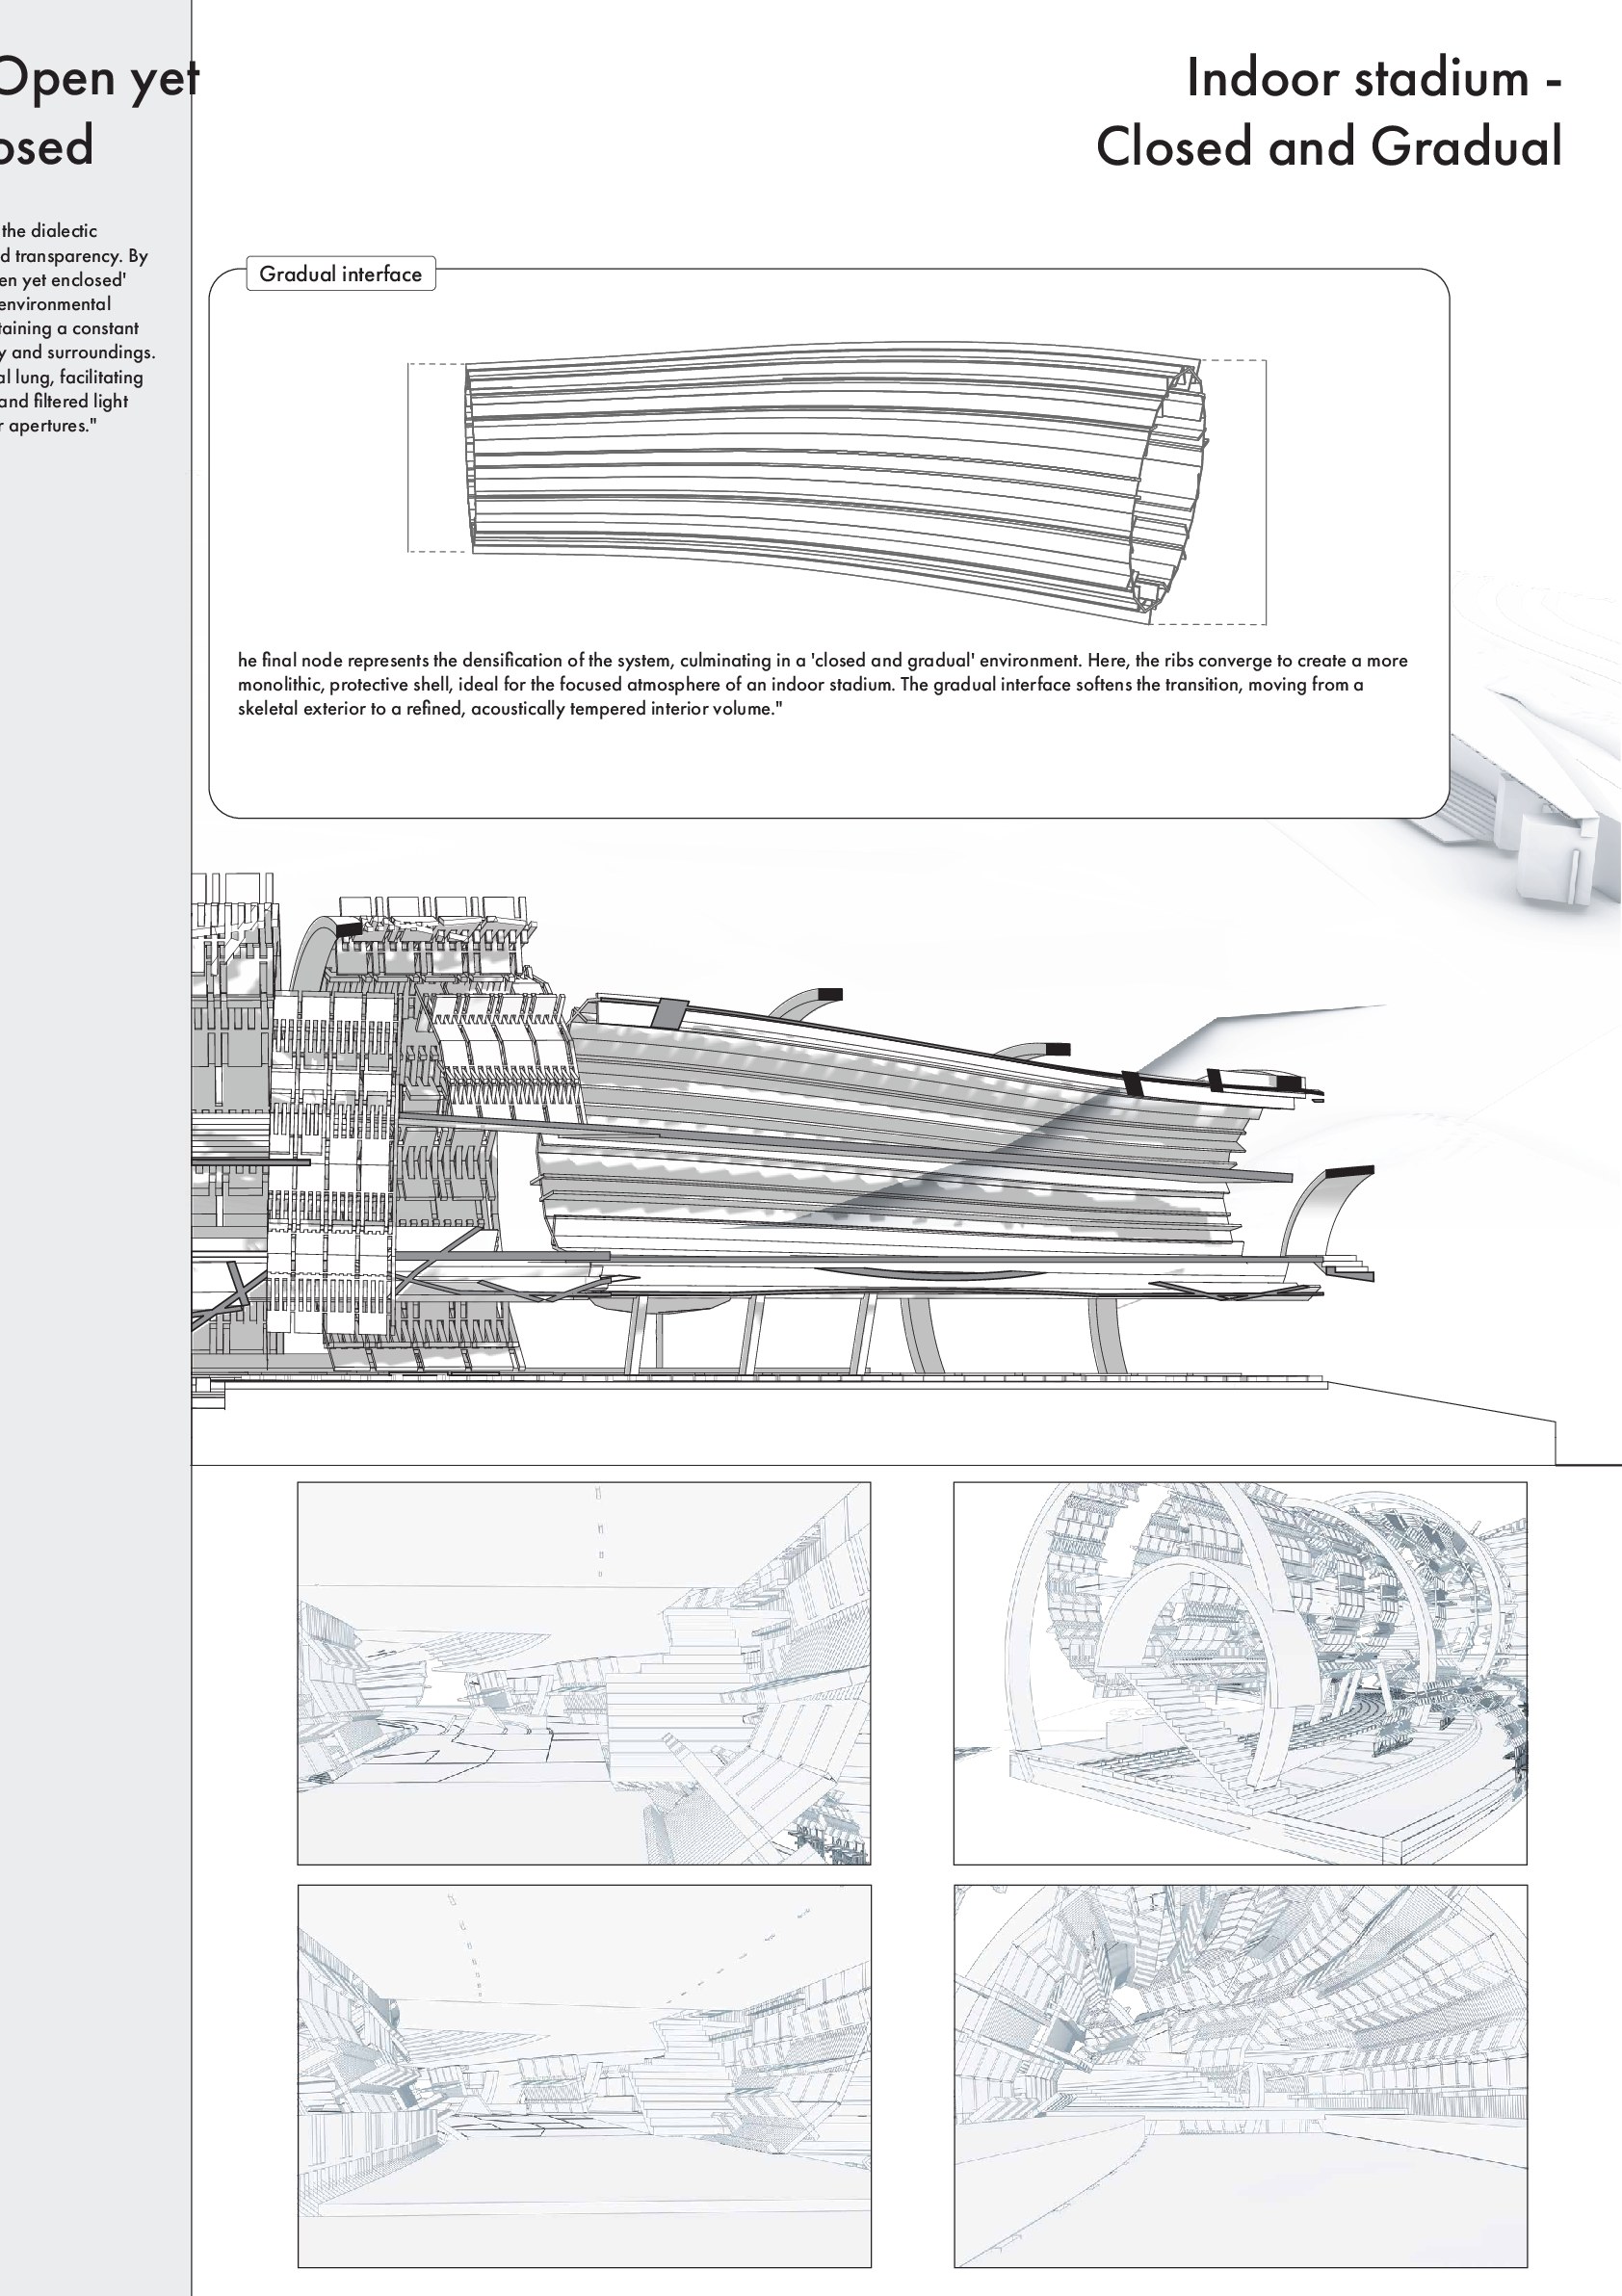 Open yet
osed
the dialectic
d transparency. By
en yet enclosed'
environmental
taining a constant
y and surroundings.
al lung, facilitating
and filtered light
r apertures."
Indoor stadium -
Closed and Gradual
Gradual interface
he final node represents the densification of the system, culminating in a 'closed and gradual' environment. Here, the ribs converge to create a more
monolithic, protective shell, ideal for the focused atmosphere of an indoor stadium. The gradual interface softens the transition, moving from a
skeletal exterior to a refined, acoustically tempered interior volume."